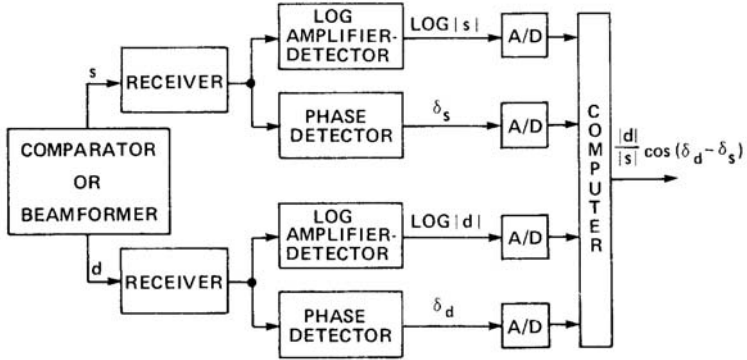 LOG
AMPLIFIER-
DETECTOR
LOG |s|
A/D
s
RECEIVER
PHASE
DETECTOR
δs
A/D
COMPARATOR
OR
BEAMFORMER
COMPUTER
|d|
|s|
cos (δd - δs)
LOG
AMPLIFIER-
DETECTOR
LOG |d|
A/D
d
RECEIVER
PHASE
DETECTOR
δd
A/D